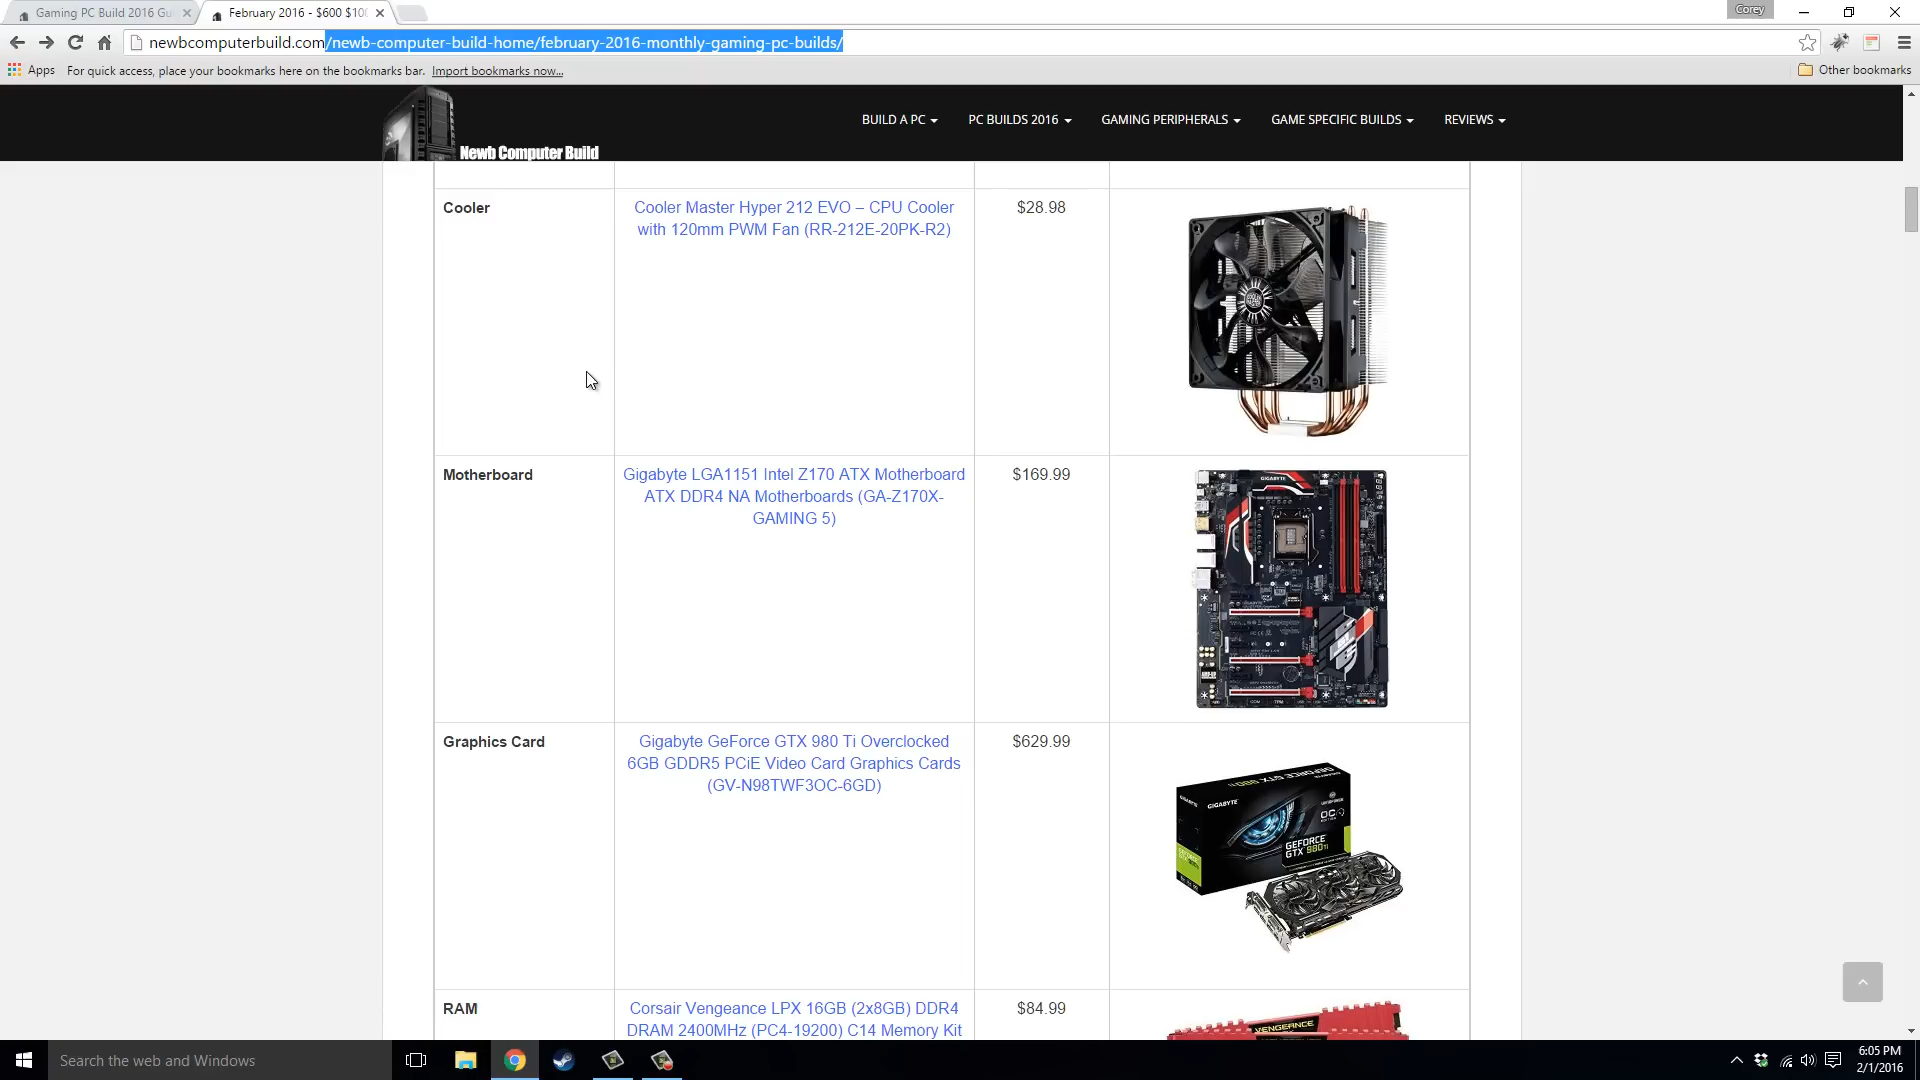 Gaming PC Build 2016 Gu
February 2016 - $600 $10
Corey
newbcomputerbuild.com/newb-computer-build-home/february-2016-monthly-gaming-pc-builds/
Apps For quick access, place your bookmarks here on the bookmarks bar. Import bookmarks now... Other bookmarks
Newb Computer Build
BUILD A PC PC BUILDS 2016 GAMING PERIPHERALS GAME SPECIFIC BUILDS REVIEWS
Cooler
Cooler Master Hyper 212 EVO – CPU Cooler
with 120mm PWM Fan (RR-212E-20PK-R2)
$28.98
Motherboard
Gigabyte LGA1151 Intel Z170 ATX Motherboard
ATX DDR4 NA Motherboards (GA-Z170X-
GAMING 5)
$169.99
GIGABYTE
Graphics Card
Gigabyte GeForce GTX 980 Ti Overclocked
6GB GDDR5 PCiE Video Card Graphics Cards
(GV-N98TWF3OC-6GD)
$629.99
GEFORCE GTX 980 Ti
GIGABYTE
OC
GEFORCE
GTX 980Ti
RAM
Corsair Vengeance LPX 16GB (2x8GB) DDR4
DRAM 2400MHz (PC4-19200) C14 Memory Kit
$84.99
VENGEANCE
Search the web and Windows
6:05 PM
2/1/2016